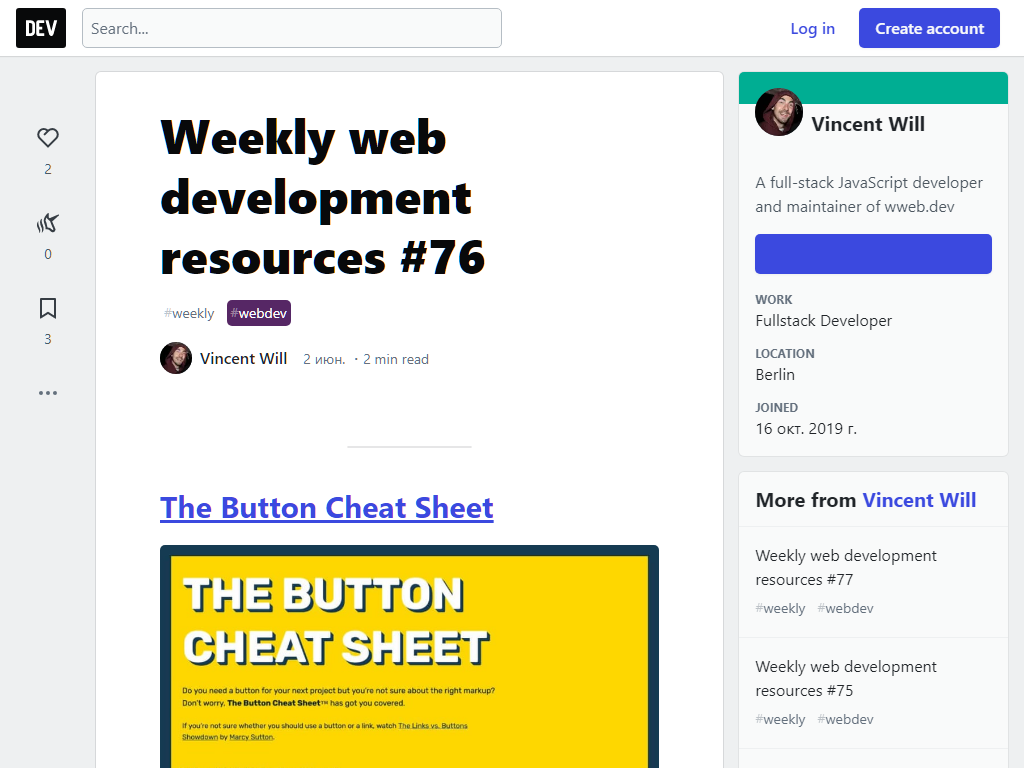 DEV
Search...
Log in
Create account
2
0
3
Weekly web
development
resources #76
#weekly #webdev
Vincent Will 2 июн. · 2 min read
The Button Cheat Sheet
THE BUTTON
CHEAT SHEET
Do you need a button for your next project but you're not sure about the right markup?
Don't worry, The Button Cheat Sheet™ has got you covered.
If you're not sure whether you should use a button or a link, watch The Links vs. Buttons
Showdown by Marcy Sutton.
Vincent Will
A full-stack JavaScript developer
and maintainer of wweb.dev
WORK
Fullstack Developer
LOCATION
Berlin
JOINED
16 окт. 2019 г.
More from Vincent Will
Weekly web development
resources #77
#weekly #webdev
Weekly web development
resources #75
#weekly #webdev